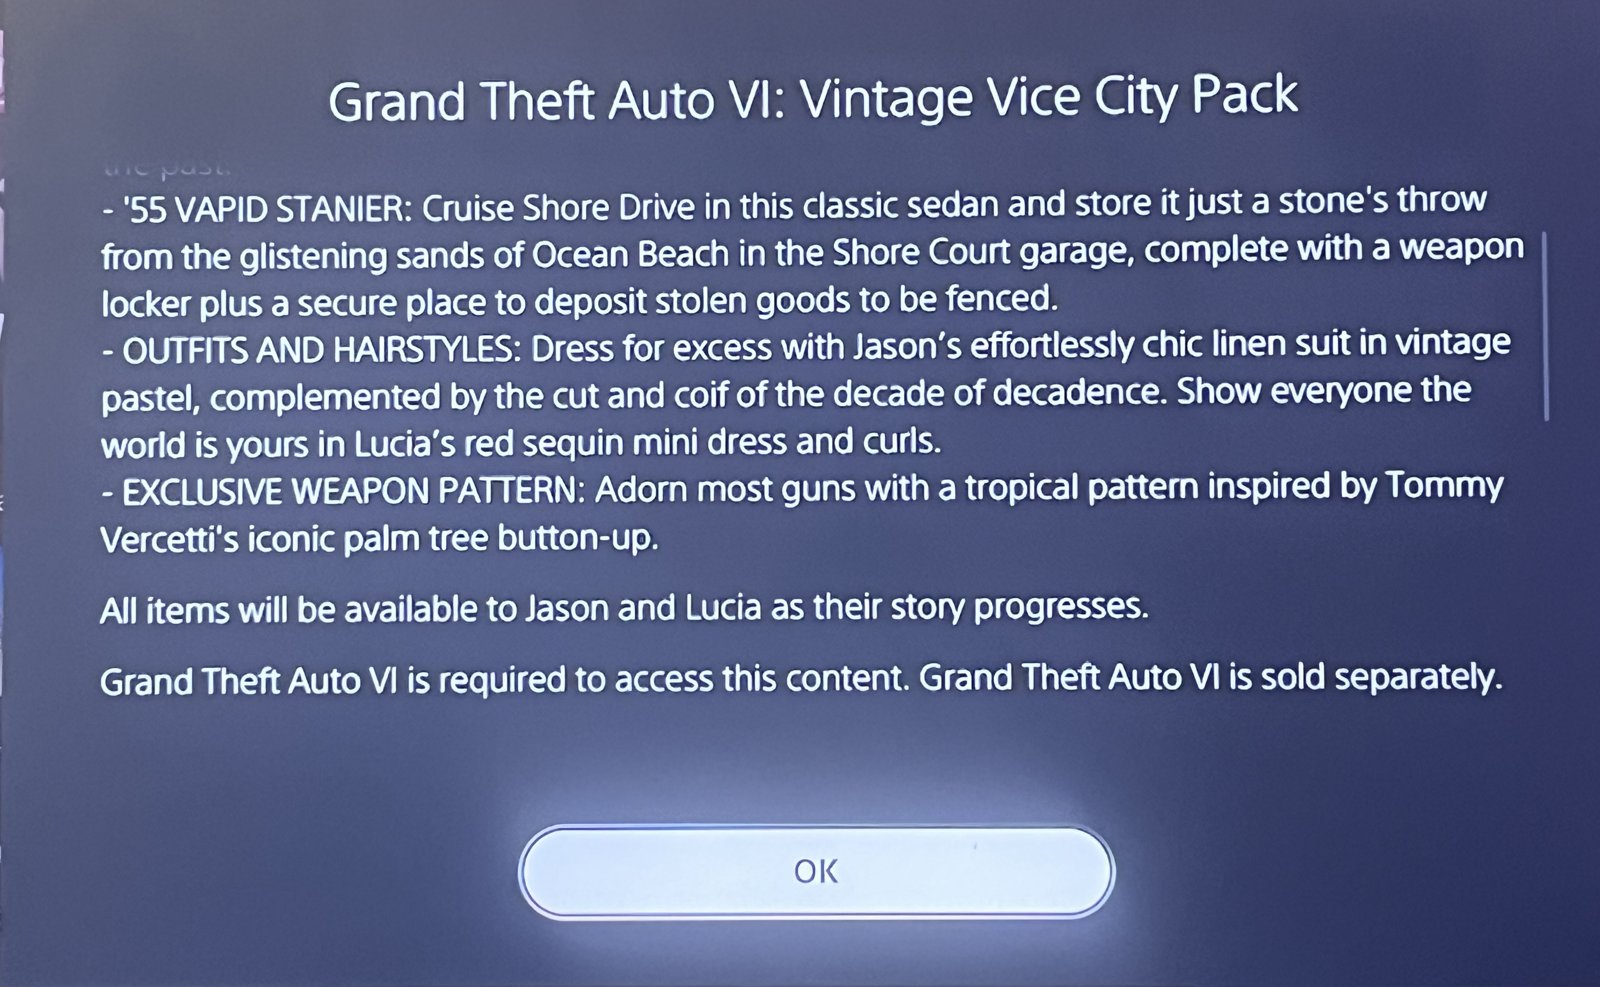 Grand Theft Auto VI: Vintage Vice City Pack
the past.
- '55 VAPID STANIER: Cruise Shore Drive in this classic sedan and store it just a stone's throw
from the glistening sands of Ocean Beach in the Shore Court garage, complete with a weapon
locker plus a secure place to deposit stolen goods to be fenced.
- OUTFITS AND HAIRSTYLES: Dress for excess with Jason’s effortlessly chic linen suit in vintage
pastel, complemented by the cut and coif of the decade of decadence. Show everyone the
world is yours in Lucia’s red sequin mini dress and curls.
- EXCLUSIVE WEAPON PATTERN: Adorn most guns with a tropical pattern inspired by Tommy
Vercetti's iconic palm tree button-up.
All items will be available to Jason and Lucia as their story progresses.
Grand Theft Auto VI is required to access this content. Grand Theft Auto VI is sold separately.
OK